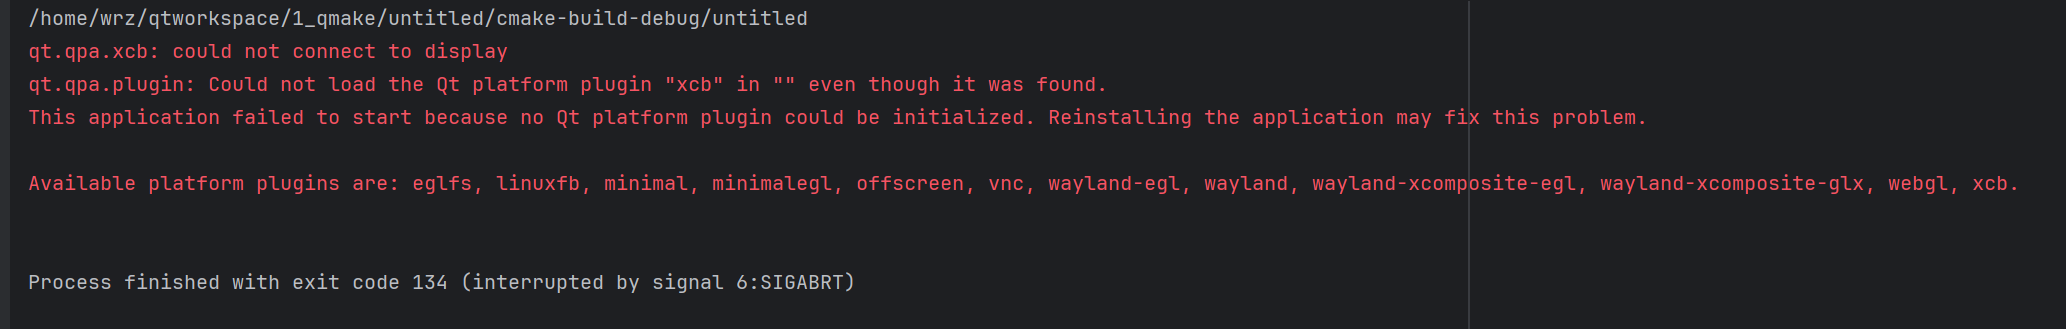 /home/wrz/qtworkspace/1_qmake/untitled/cmake-build-debug/untitled
qt.qpa.xcb: could not connect to display
qt.qpa.plugin: Could not load the Qt platform plugin "xcb" in "" even though it was found.
This application failed to start because no Qt platform plugin could be initialized. Reinstalling the application may fix this problem.
Available platform plugins are: eglfs, linuxfb, minimal, minimalegl, offscreen, vnc, wayland-egl, wayland, wayland-xcomposite-egl, wayland-xcomposite-glx, webgl, xcb.
Process finished with exit code 134 (interrupted by signal 6:SIGABRT)